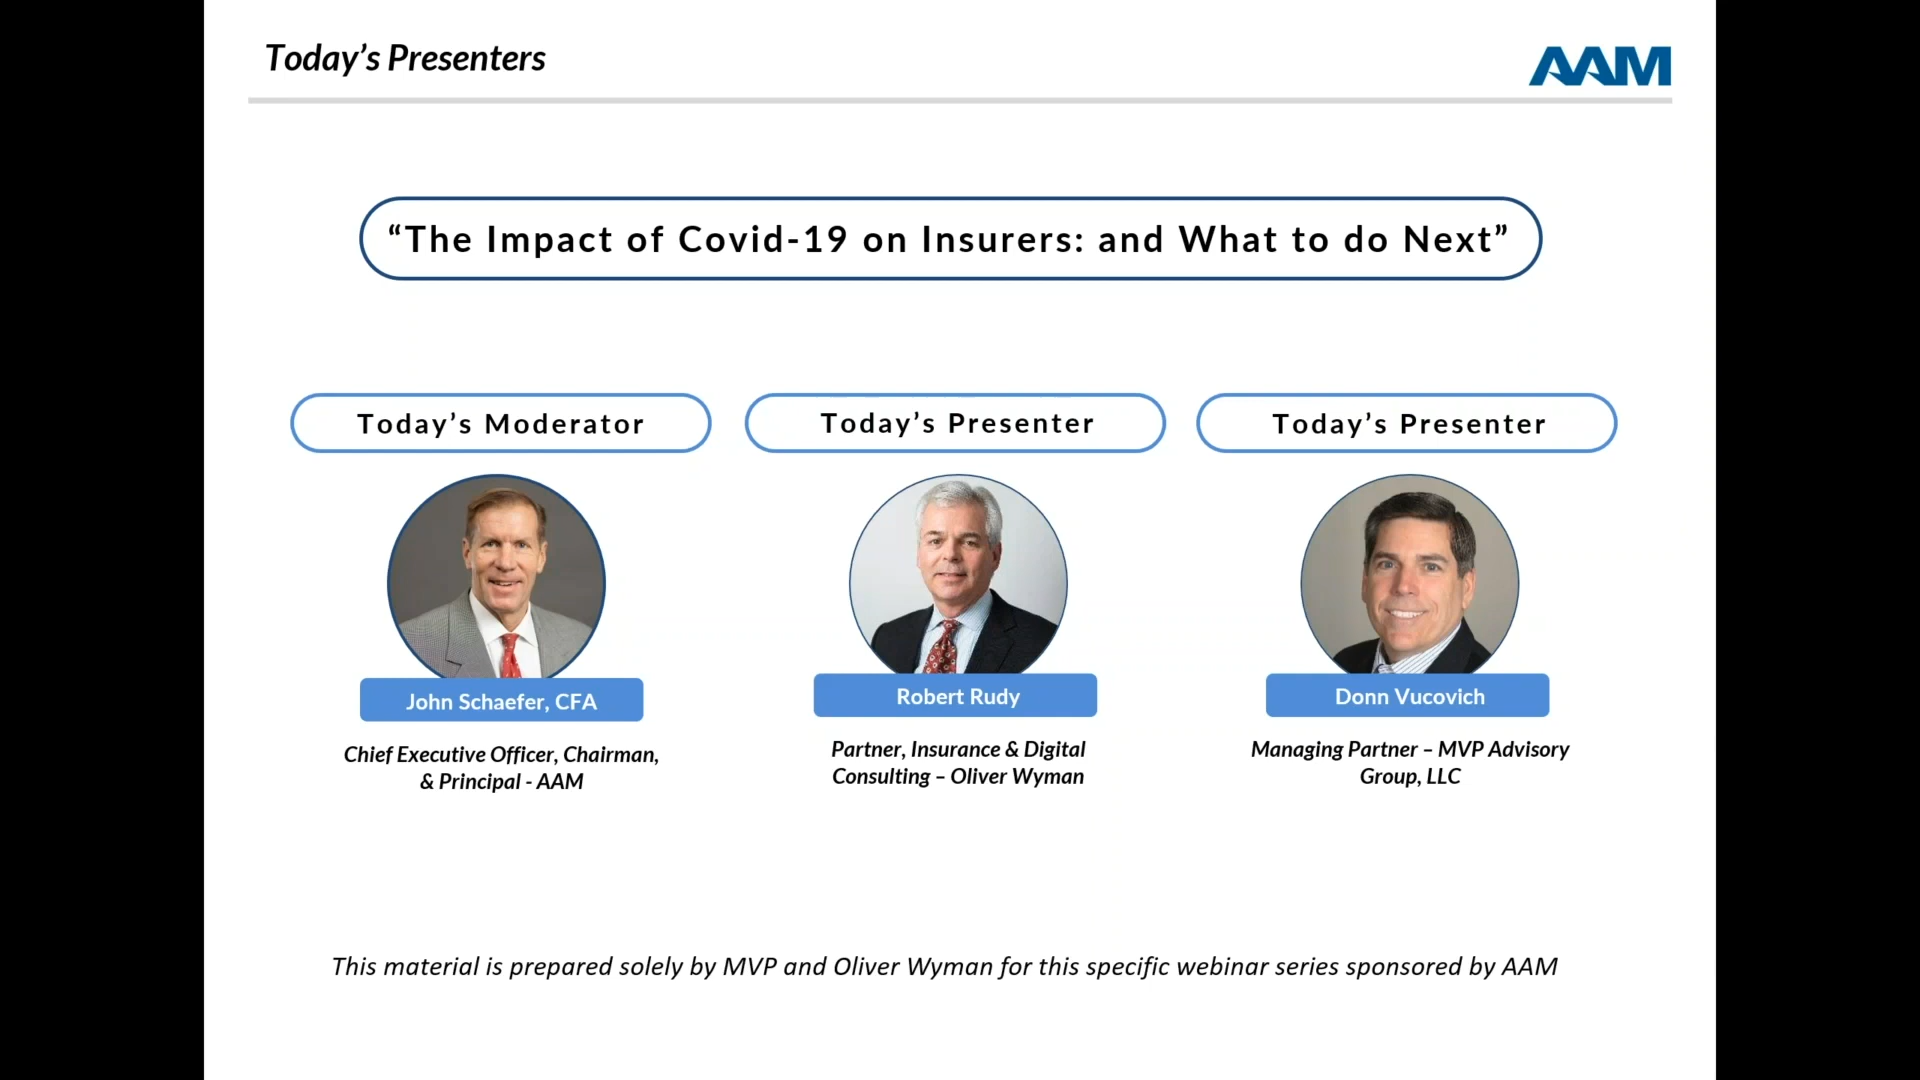 Today’s Presenters
AAM
“The Impact of Covid-19 on Insurers: and What to do Next”
Today’s Moderator
Today’s Presenter
Today’s Presenter
John Schaefer, CFA
Robert Rudy
Donn Vucovich
Chief Executive Officer, Chairman,
& Principal - AAM
Partner, Insurance & Digital
Consulting – Oliver Wyman
Managing Partner – MVP Advisory
Group, LLC
This material is prepared solely by MVP and Oliver Wyman for this specific webinar series sponsored by AAM